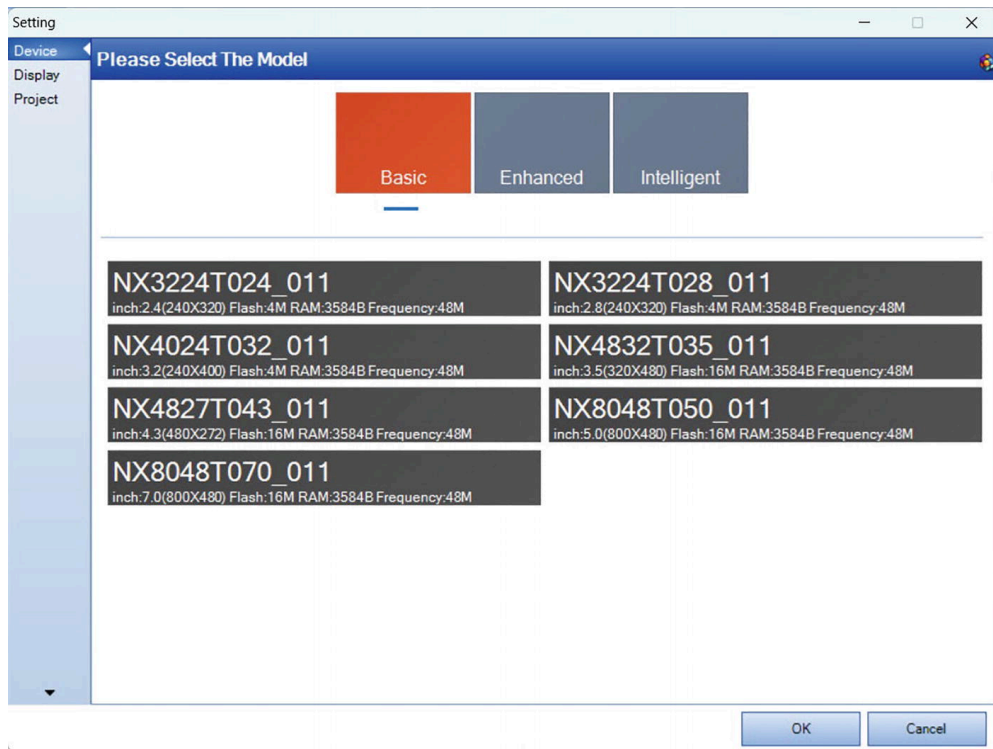 Setting
Device
Display
Project
Please Select The Model
Basic
Enhanced
Intelligent
NX3224T024_011
inch:2.4(240X320) Flash:4M RAM:3584B Frequency:48M
NX3224T028_011
inch:2.8(240X320) Flash:4M RAM:3584B Frequency:48M
NX4024T032_011
inch:3.2(240X400) Flash:4M RAM:3584B Frequency:48M
NX4832T035_011
inch:3.5(320X480) Flash:16M RAM:3584B Frequency:48M
NX4827T043_011
inch:4.3(480X272) Flash:16M RAM:3584B Frequency:48M
NX8048T050_011
inch:5.0(800X480) Flash:16M RAM:3584B Frequency:48M
NX8048T070_011
inch:7.0(800X480) Flash:16M RAM:3584B Frequency:48M
OK
Cancel